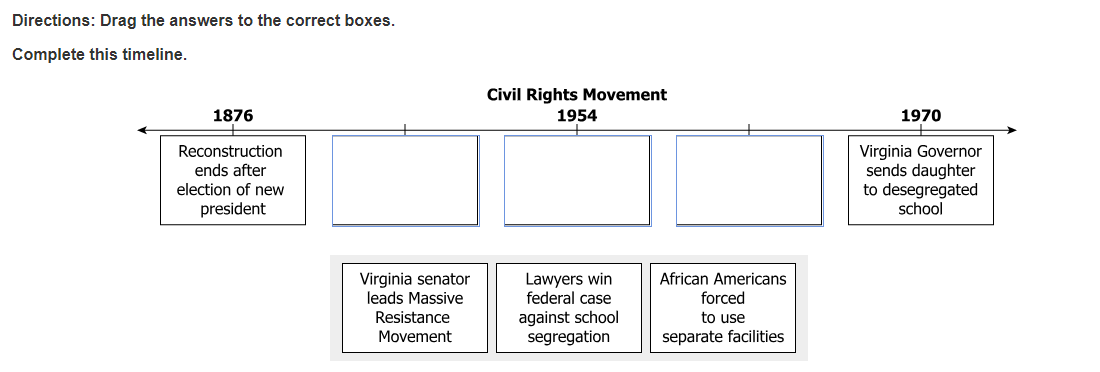 Directions: Drag the answers to the correct boxes.
Complete this timeline.
Civil Rights Movement
1876
1954
1970
Reconstruction
ends after
election of new
president
Virginia Governor
sends daughter
to desegregated
school
Virginia senator
leads Massive
Resistance
Movement
Lawyers win
federal case
against school
segregation
African Americans
forced
to use
separate facilities